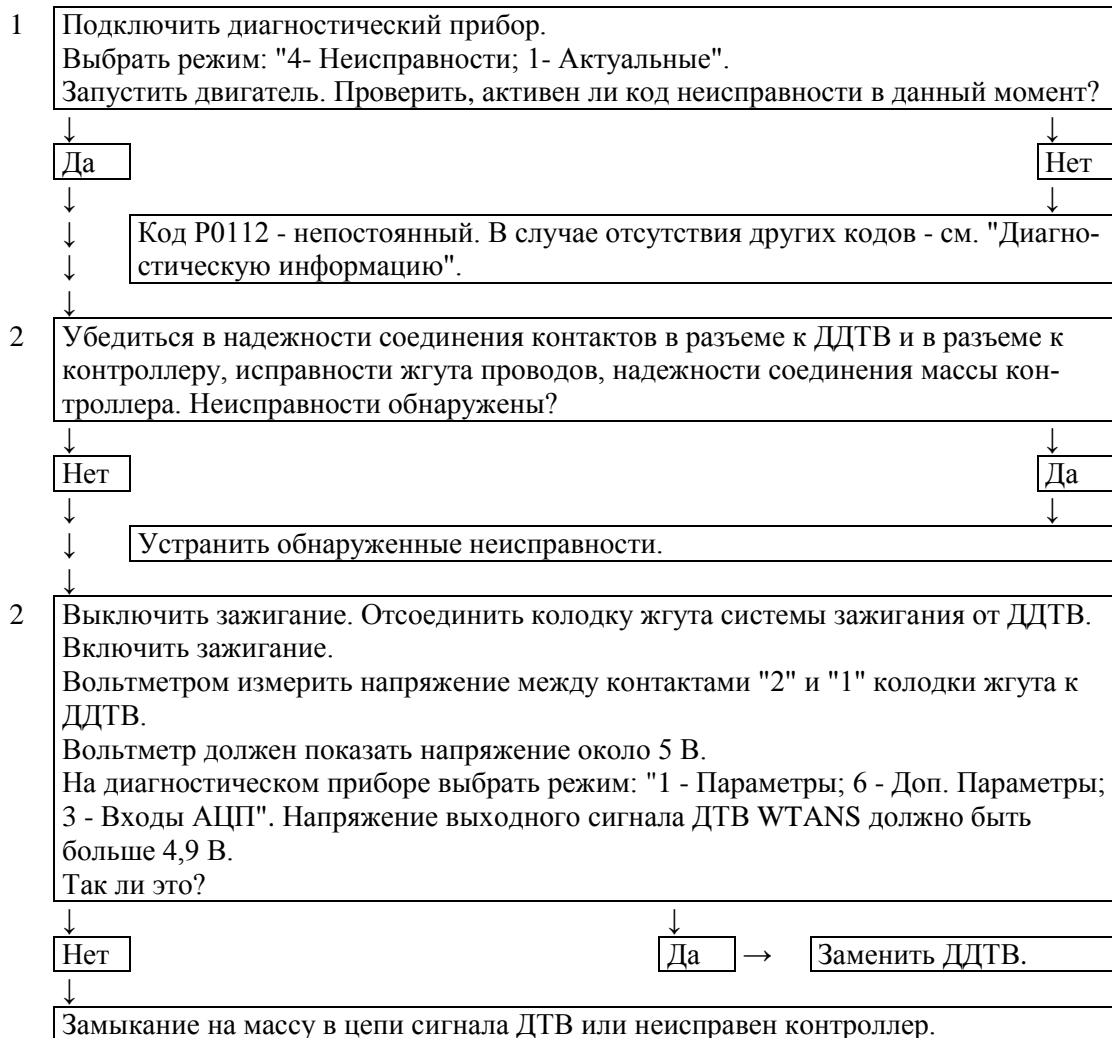 1 Подключить диагностический прибор.
Выбрать режим: "4- Неисправности; 1- Актуальные".
Запустить двигатель. Проверить, активен ли код неисправности в данный момент?
↓ ↓
Да Нет
↓ ↓
↓ Код Р0112 - непостоянный. В случае отсутствия других кодов - см. "Диагно-
↓ стическую информацию".
↓
2 Убедиться в надежности соединения контактов в разъеме к ДДТВ и в разъеме к
контроллеру, исправности жгута проводов, надежности соединения массы кон-
троллера. Неисправности обнаружены?
↓ ↓
Нет Да
↓ ↓
↓ Устранить обнаруженные неисправности.
↓
2 Выключить зажигание. Отсоединить колодку жгута системы зажигания от ДДТВ.
Включить зажигание.
Вольтметром измерить напряжение между контактами "2" и "1" колодки жгута к
ДДТВ.
Вольтметр должен показать напряжение около 5 В.
На диагностическом приборе выбрать режим: "1 - Параметры; 6 - Доп. Параметры;
3 - Входы АЦП". Напряжение выходного сигнала ДТВ WTANS должно быть
больше 4,9 В.
Так ли это?
↓ ↓
Нет Да → Заменить ДДТВ.
↓
Замыкание на массу в цепи сигнала ДТВ или неисправен контроллер.